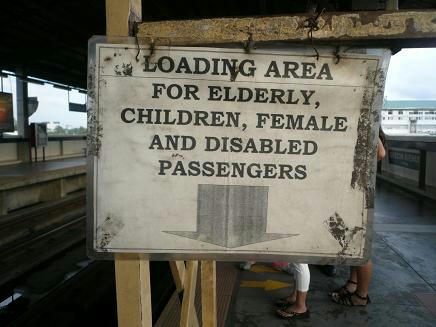 LOADING AREA
FOR ELDERLY,
CHILDREN, FEMALE
AND DISABLED
PASSENGERS